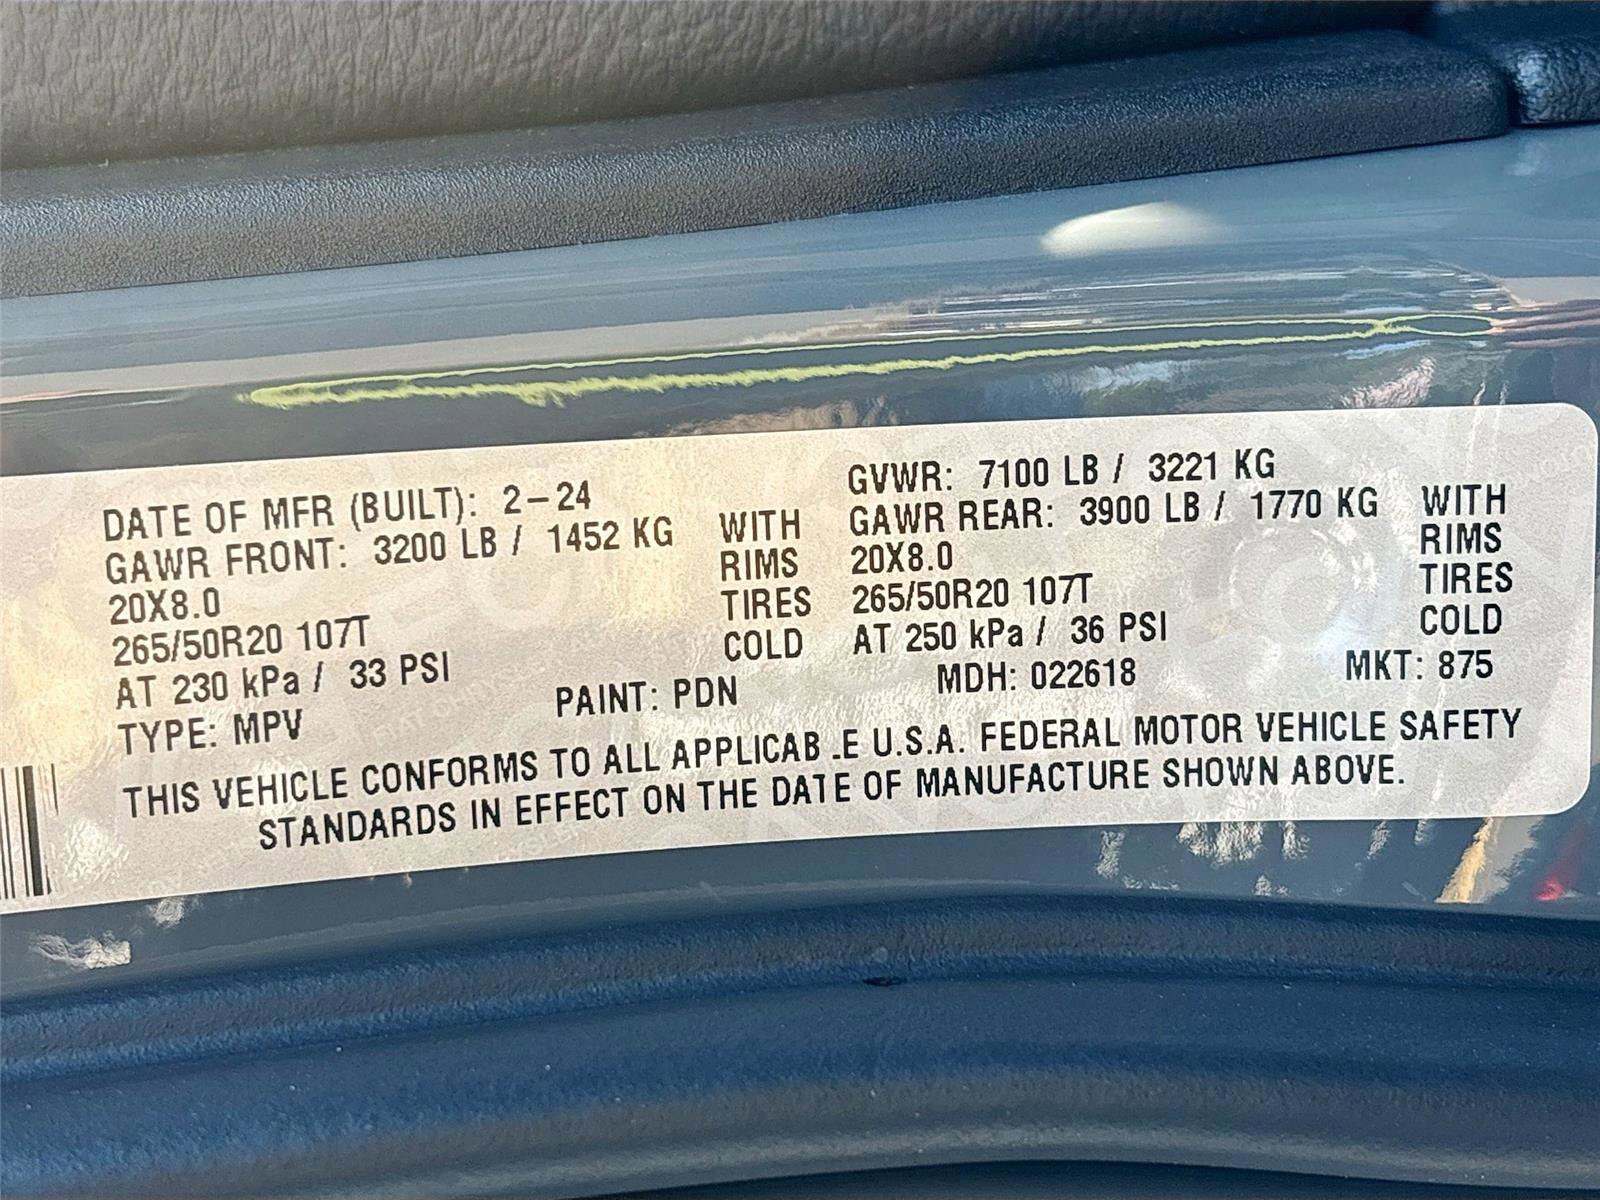 DATE OF MFR (BUILT): 2-24 GVWR: 7100 LB / 3221 KG
GAWR FRONT: 3200 LB / 1452 KG WITH GAWR REAR: 3900 LB / 1770 KG WITH
20X8.0 RIMS 20X8.0 RIMS
265/50R20 107T TIRES 265/50R20 107T TIRES
AT 230 kPa / 33 PSI COLD AT 250 kPa / 36 PSI COLD
TYPE: MPV PAINT: PDN MDH: 022618 MKT: 875
THIS VEHICLE CONFORMS TO ALL APPLICAB .E U.S.A. FEDERAL MOTOR VEHICLE SAFETY
STANDARDS IN EFFECT ON THE DATE OF MANUFACTURE SHOWN ABOVE.